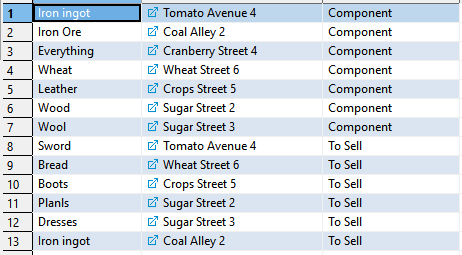 1 Iron ingot Tomato Avenue 4 Component
2 Iron Ore Coal Alley 2 Component
3 Everything Cranberry Street 4 Component
4 Wheat Wheat Street 6 Component
5 Leather Crops Street 5 Component
6 Wood Sugar Street 2 Component
7 Wool Sugar Street 3 Component
8 Sword Tomato Avenue 4 To Sell
9 Bread Wheat Street 6 To Sell
10 Boots Crops Street 5 To Sell
11 Planls Sugar Street 2 To Sell
12 Dresses Sugar Street 3 To Sell
13 Iron ingot Coal Alley 2 To Sell